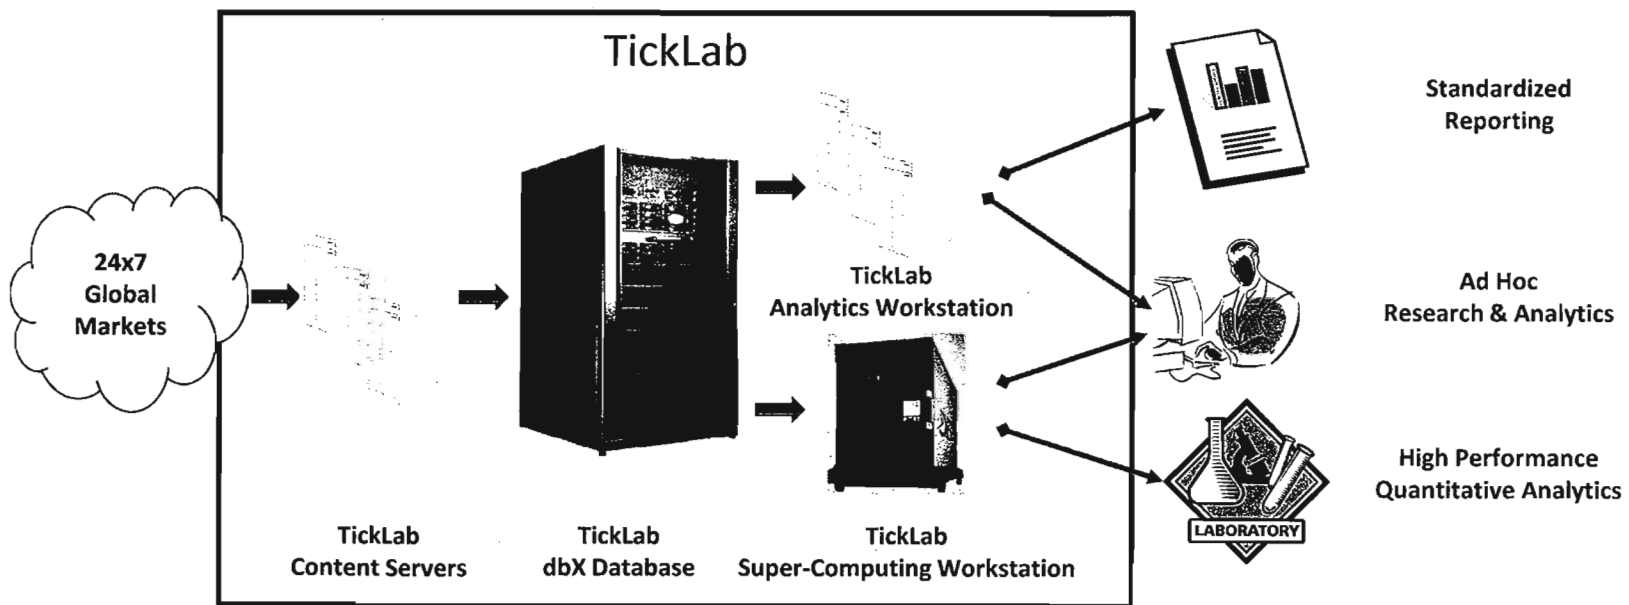 TickLab
24x7
Global
Markets
TickLab
Content Servers
TickLab
dbX Database
TickLab
Analytics Workstation
TickLab
Super-Computing Workstation
Standardized
Reporting
Ad Hoc
Research & Analytics
LABORATORY
High Performance
Quantitative Analytics